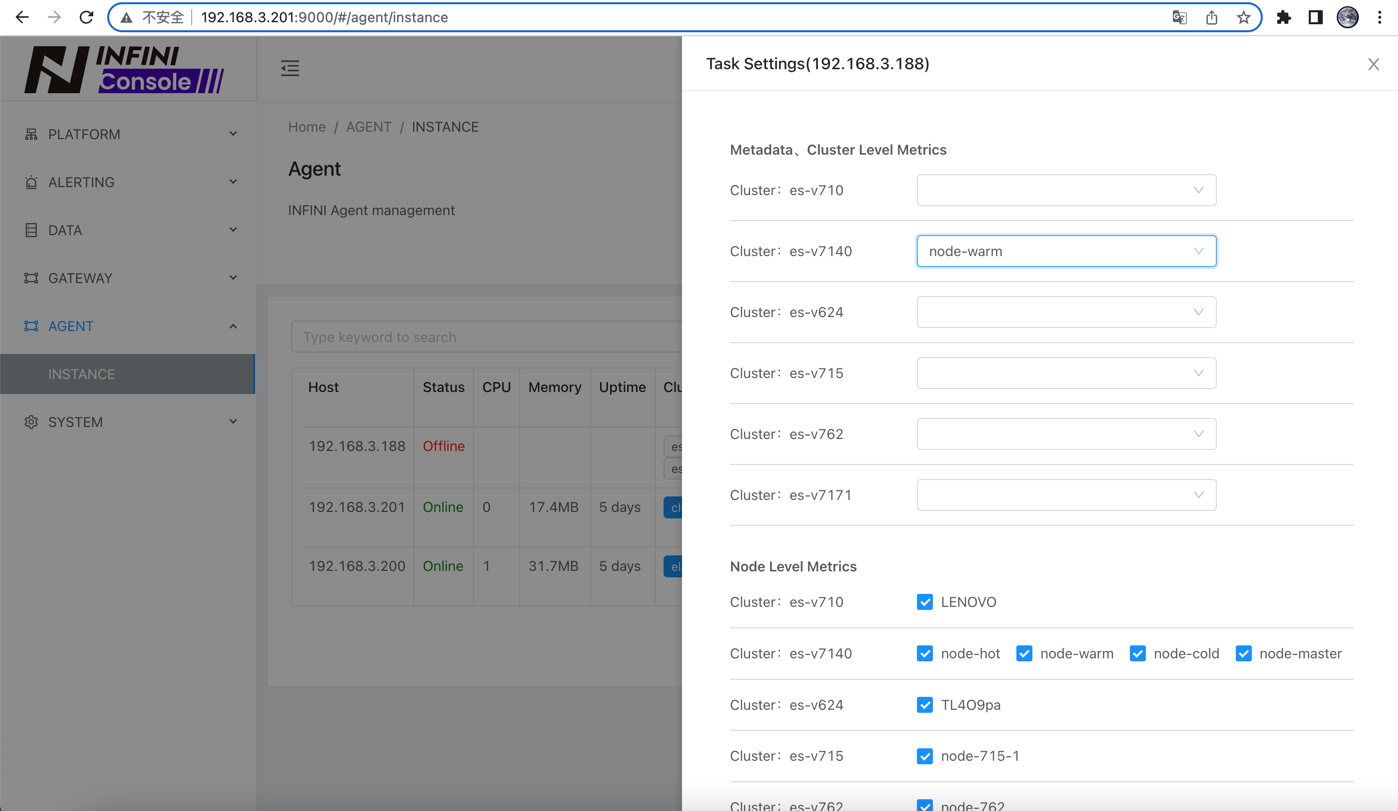 不安全 192.168.3.201:9000/#/agent/instance
INFINI
Console
PLATFORM
ALERTING
DATA
GATEWAY
AGENT
INSTANCE
SYSTEM
Home / AGENT / INSTANCE
Agent
INFINI Agent management
Type keyword to search
Host Status CPU Memory Uptime Clu
192.168.3.188 Offline es
es
192.168.3.201 Online 0 17.4MB 5 days cl
192.168.3.200 Online 1 31.7MB 5 days el
Task Settings(192.168.3.188)
Metadata、Cluster Level Metrics
Cluster：es-v710
Cluster：es-v7140 node-warm
Cluster：es-v624
Cluster：es-v715
Cluster：es-v762
Cluster：es-v7171
Node Level Metrics
Cluster：es-v710 LENOVO
Cluster：es-v7140 node-hot node-warm node-cold node-master
Cluster：es-v624 TL4O9pa
Cluster：es-v715 node-715-1
Cluster：es-v762 node-762